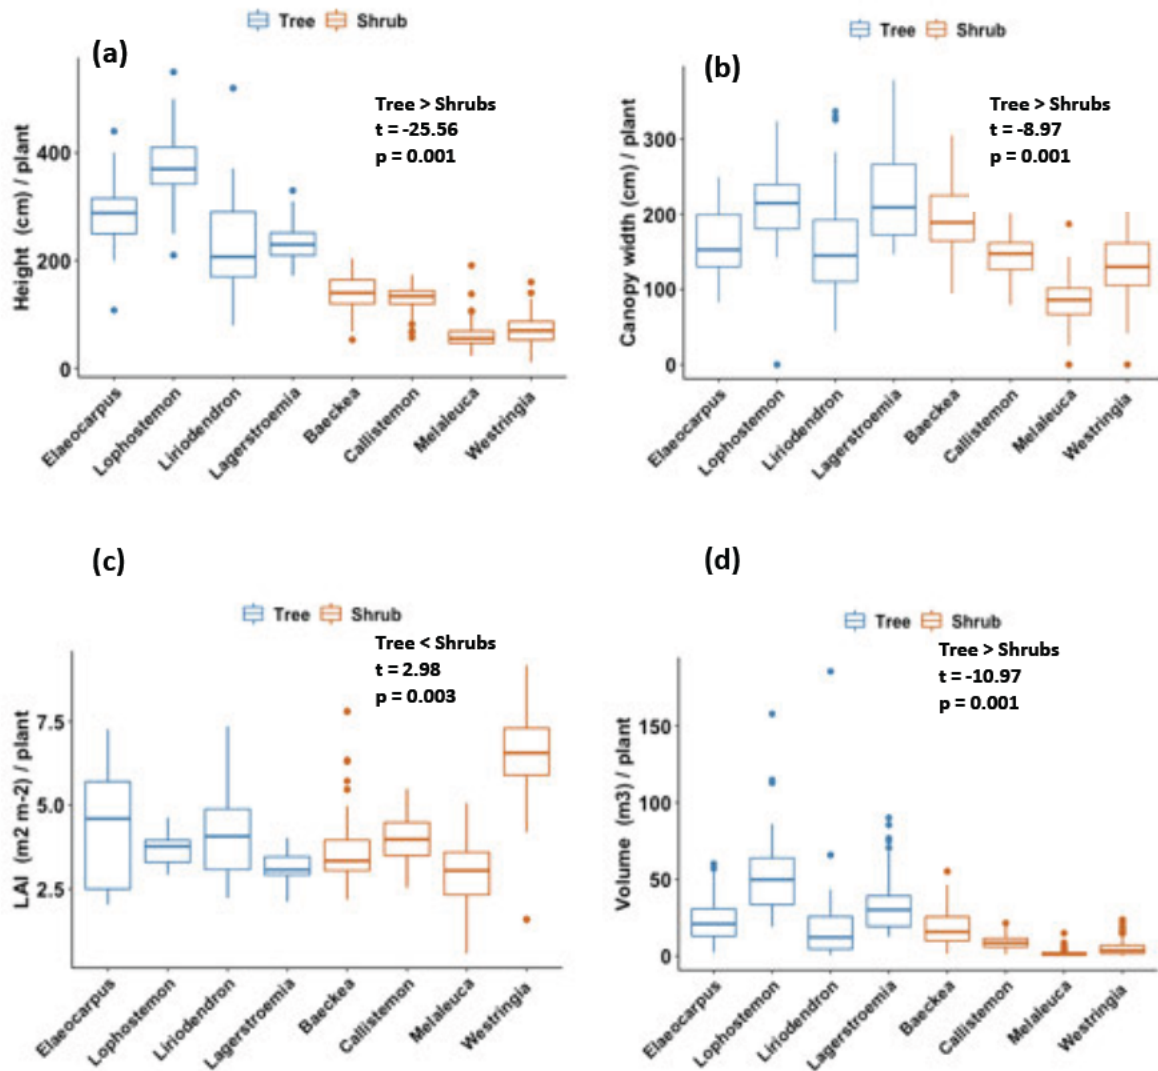 Tree Shrub
(a)
Tree > Shrubs
t = -25.56
p = 0.001
Height (cm) / plant
400
200
0
Elaeocarpus
Lophostemon
Liriodendron
Lagerstroemia
Baeckea
Callistemon
Melaleuca
Westringia
Tree Shrub
(b)
Tree > Shrubs
t = -8.97
p = 0.001
Canopy width (cm) / plant
300
200
100
0
Elaeocarpus
Lophostemon
Liriodendron
Lagerstroemia
Baeckea
Callistemon
Melaleuca
Westringia
(c)
Tree Shrub
Tree < Shrubs
t = 2.98
p = 0.003
LAI (m2 m-2) / plant
7.5
5.0
2.5
Elaeocarpus
Lophostemon
Liriodendron
Lagerstroemia
Baeckea
Callistemon
Melaleuca
Westringia
(d)
Tree Shrub
Tree > Shrubs
t = -10.97
p = 0.001
Volume (m3) / plant
150
100
50
0
Elaeocarpus
Lophostemon
Liriodendron
Lagerstroemia
Baeckea
Callistemon
Melaleuca
Westringia